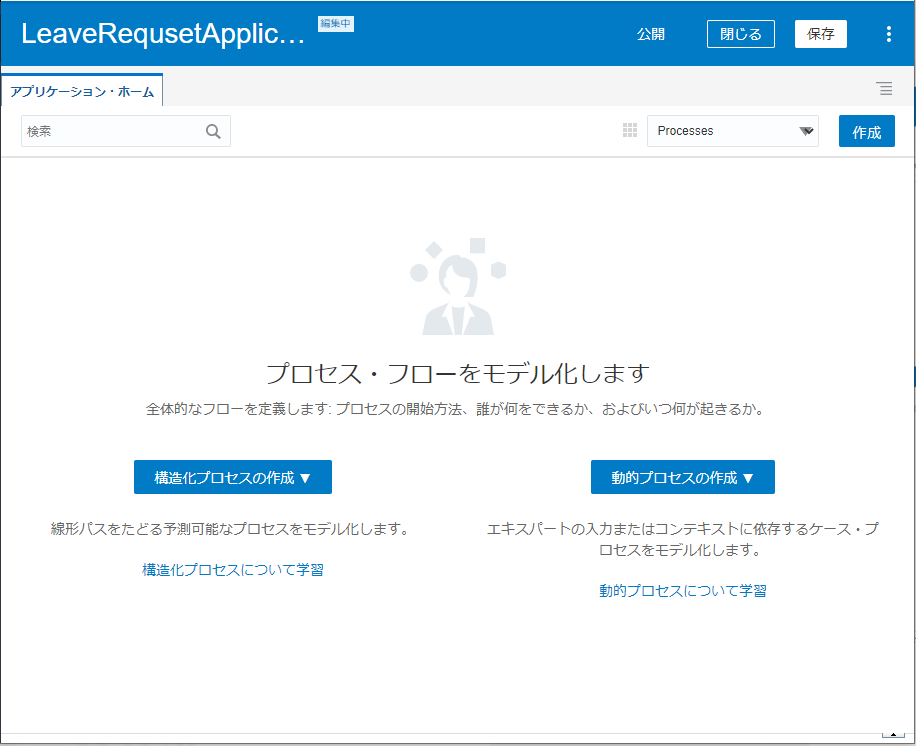 LeaveRequsetApplic…
編集中
公開
閉じる
保存
アプリケーション・ホーム
検索
Processes
作成
プロセス・フローをモデル化します
全体的なフローを定義します: プロセスの開始方法、誰が何をできるか、およびいつ何が起きるか。
構造化プロセスの作成 ▼
線形パスをたどる予測可能なプロセスをモデル化します。
構造化プロセスについて学習
動的プロセスの作成 ▼
エキスパートの入力またはコンテキストに依存するケース・プ
ロセスをモデル化します。
動的プロセスについて学習